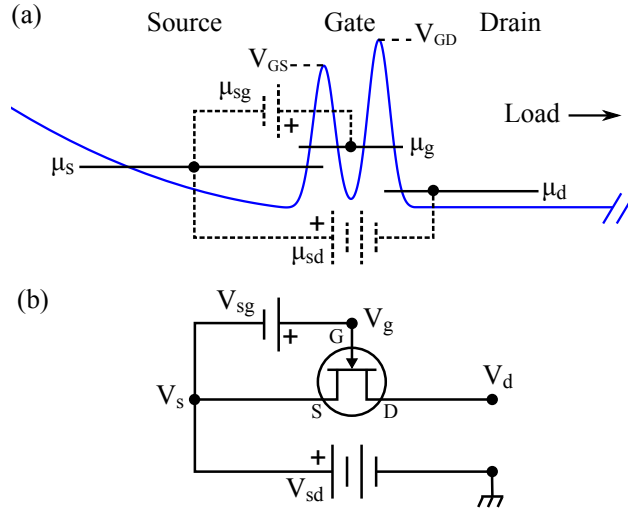 (a)
Source Gate Drain
V_GS V_GD
μ_sg
+
Load
μ_s μ_g
μ_d
+
μ_sd
(b)
V_sg V_g
+ G
V_s V_d
S D
+
V_sd